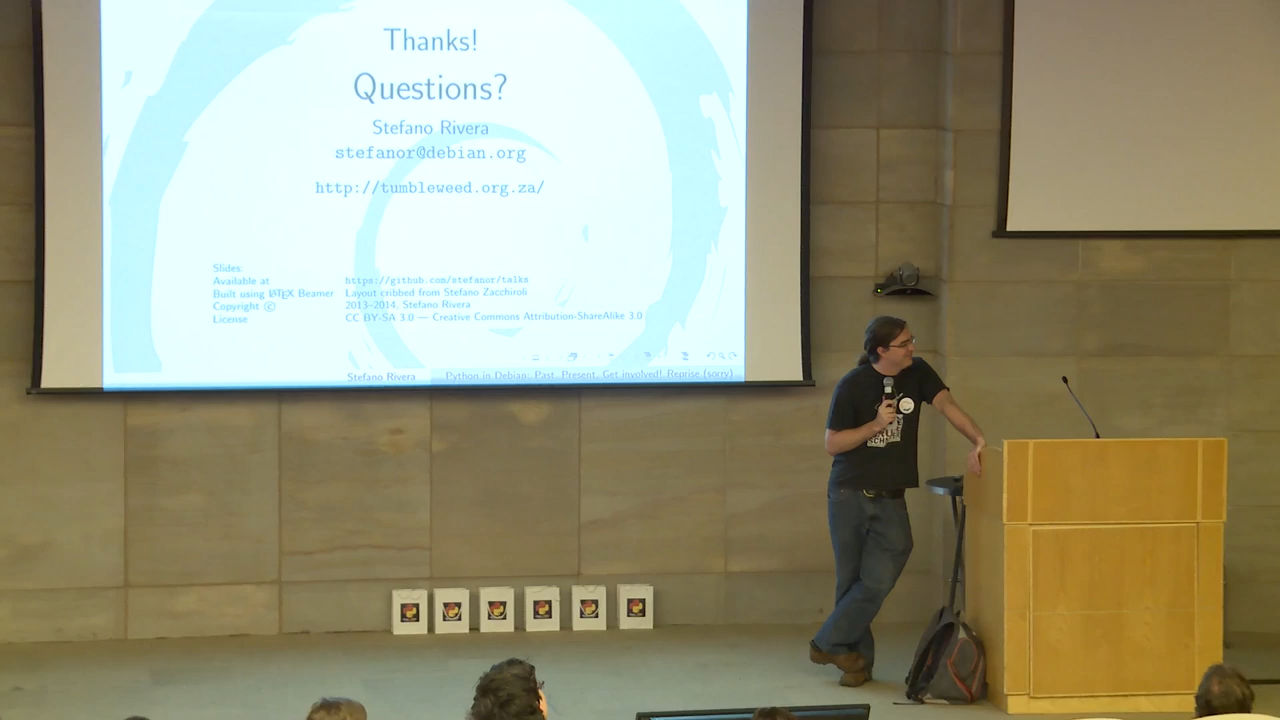 Thanks!
Questions?
Stefano Rivera
stefanor@debian.org
http://tumbleweed.org.za/
Slides:
Available at https://github.com/stefanor/talks
Built using LATEX Beamer Layout cribbed from Stefano Zacchiroli
Copyright © 2013–2014, Stefano Rivera
License CC BY-SA 3.0 — Creative Commons Attribution-ShareAlike 3.0
Stefano Rivera Python in Debian: Past, Present, Get involved! Reprise (sorry)